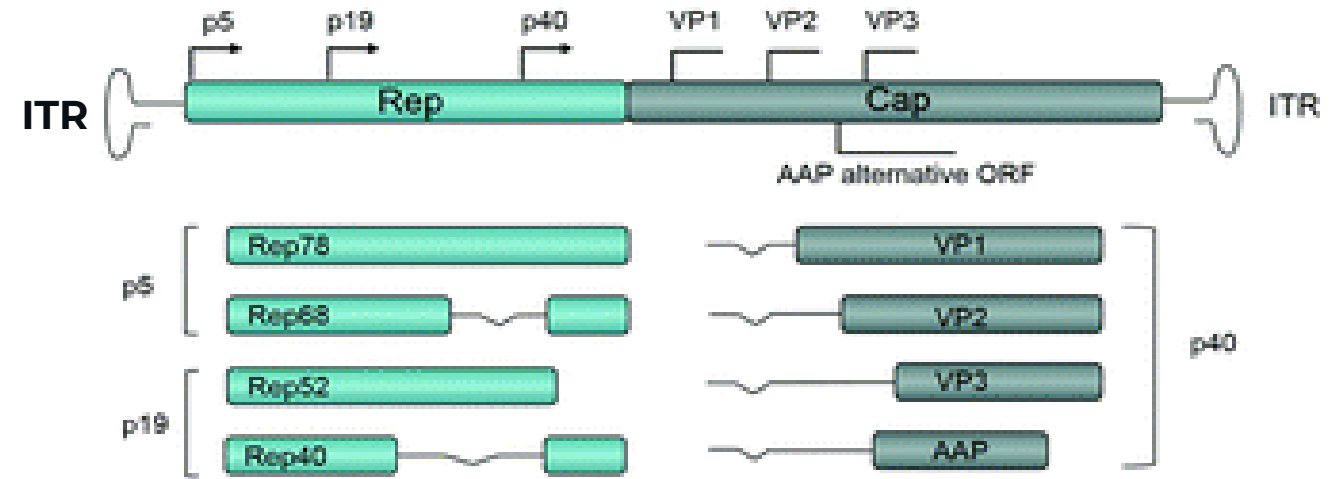 p5 p19 p40 VP1 VP2 VP3
ITR Rep Cap ITR
AAP alternative ORF
Rep78 VP1
p5
Rep68 VP2
p40
Rep52 VP3
p19
Rep40 AAP